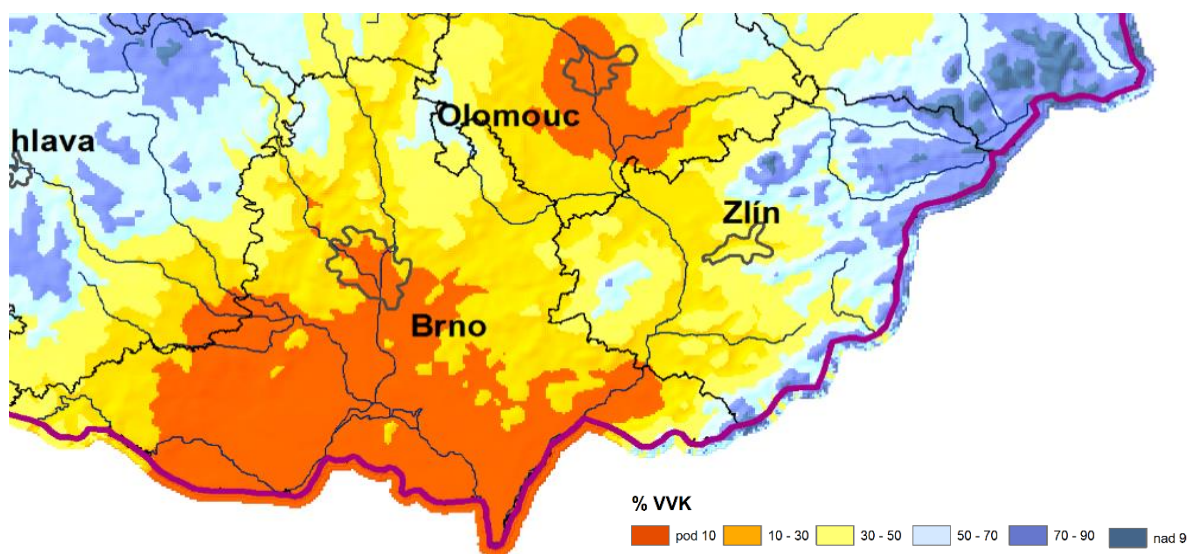 Olomouc
hlava
Zlín
Brno
% VVK
pod 10
10 - 30
30 - 50
50 - 70
70 - 90
nad 9